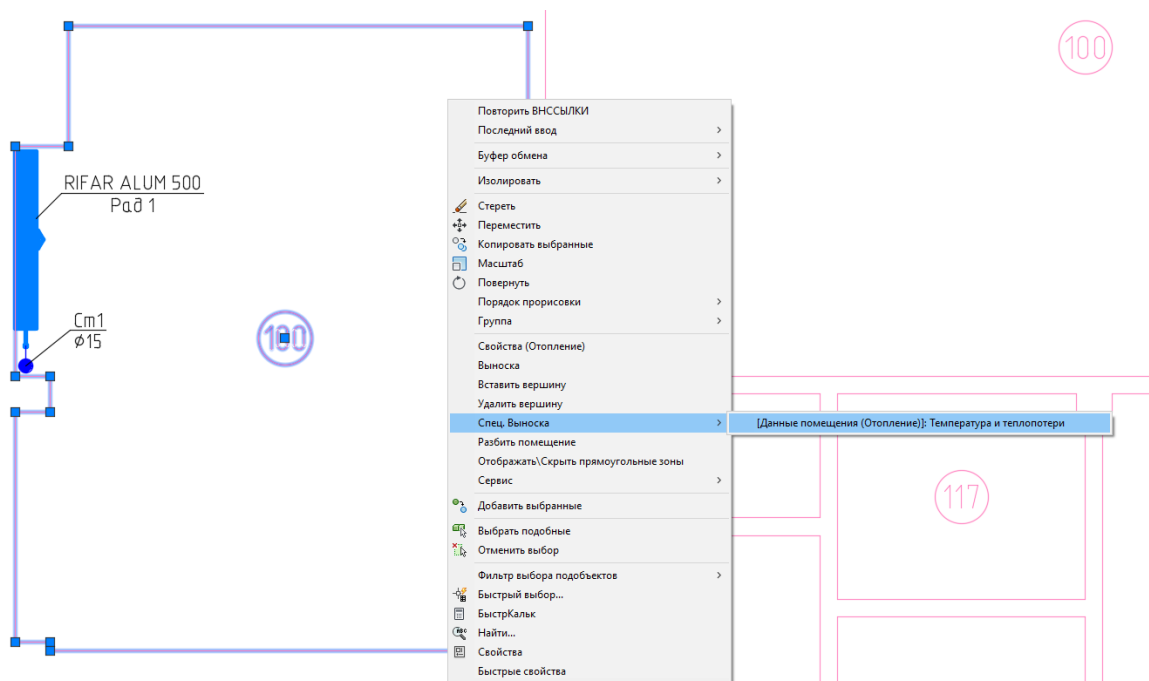 100
RIFAR ALUM 500
Рад 1
Ст1
ø15
100
117
Повторить ВНССЫЛКИ
Последний ввод
Буфер обмена
Изолировать
Стереть
Переместить
Копировать выбранные
Масштаб
Повернуть
Порядок прорисовки
Группа
Свойства (Отопление)
Выноска
Вставить вершину
Удалить вершину
Спец. Выноска
[Данные помещения (Отопление)]: Температура и теплопотери
Разбить помещение
Отображать\Скрыть прямоугольные зоны
Сервис
Добавить выбранные
Выбрать подобные
Отменить выбор
Фильтр выбора подобъектов
Быстрый выбор...
БыстрКальк
Найти...
Свойства
Быстрые свойства